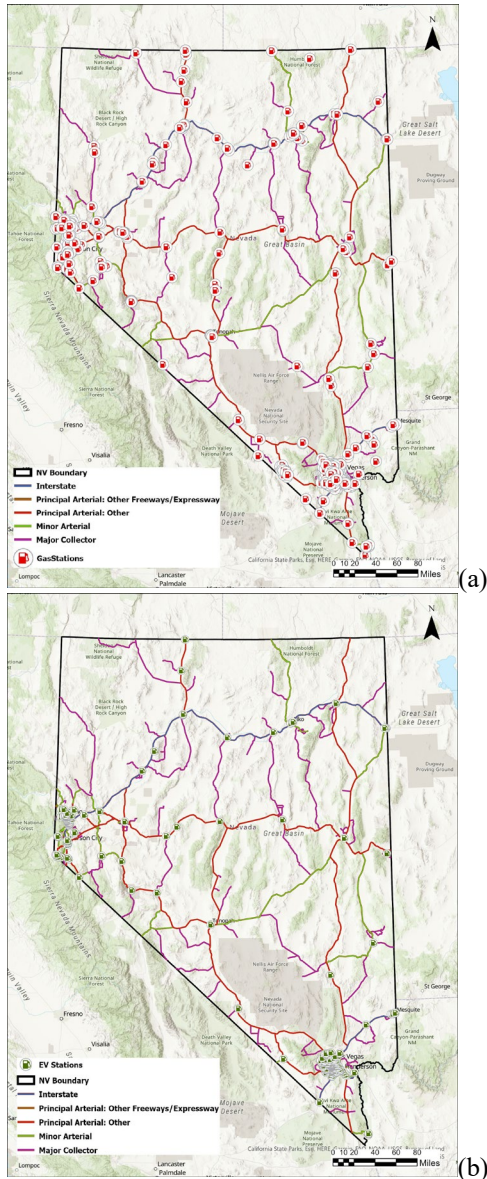 N
Sheldon
National
Wildlife Refuge
Humboldt
National Forest
Black Rock
Desert / High
Rock Canyon
Great Salt
Lake Desert
Dugway
Proving Ground
Tahoe National
Forest
Nevada
Great Basin
Sierra Nevada Mountains
Tonopah
Nellis Air Force
Range
Sierra National
Forest
Nevada
National
Security Site
St George
Mesquite
Fresno
Death Valley
National Park
Grand
Canyon-Parashant
NM
Visalia
Vegas
Mojave
Desert
Mojave
National
Preserve
NV Boundary
Interstate
Principal Arterial: Other Freeways/Expressway
Principal Arterial: Other
Minor Arterial
Major Collector
GasStations
0 10 20 40 60 80
Miles
Lompoc
Lancaster
Palmdale
(a)
N
Sheldon
National
Wildlife Refuge
Humboldt
National Forest
Black Rock
Desert / High
Rock Canyon
Great Salt
Lake Desert
Dugway
Proving Ground
Tahoe National
Forest
Nevada
Great Basin
Sierra Nevada Mountains
Tonopah
Nellis Air Force
Range
Sierra National
Forest
Nevada
National
Security Site
St George
Mesquite
Fresno
Death Valley
National Park
Grand
Canyon-Parashant
NM
Visalia
Vegas
Henderson
Mojave
Desert
Mojave
National
Preserve
EV Stations
NV Boundary
Interstate
Principal Arterial: Other Freeways/Expressway
Principal Arterial: Other
Minor Arterial
Major Collector
0 10 20 40 60 80
Miles
Lompoc
Lancaster
Palmdale
(b)